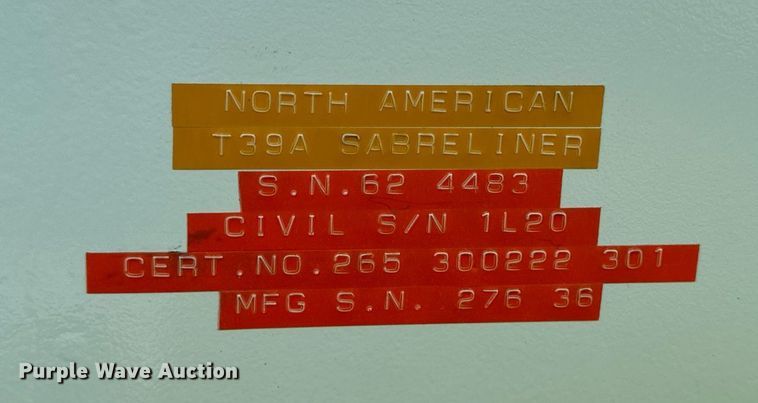 NORTH AMERICAN
T39A SABRELINER
S.N.62 4483
CIVIL S/N 1L20
CERT.NO.265 300222 301
MFG S.N. 276 36
Purple Wave Auction